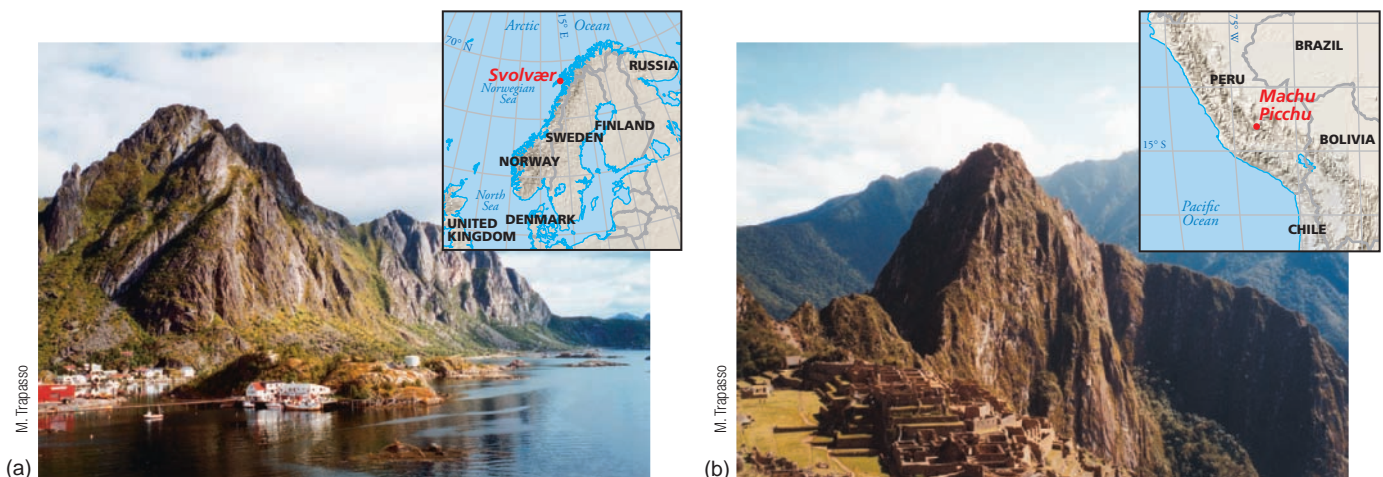 Arctic Ocean
15° E
70° N
Svolvær
Norwegian
Sea
RUSSIA
FINLAND
SWEDEN
NORWAY
North
Sea
DENMARK
UNITED
KINGDOM
M. Trapasso
(a)
75° W
BRAZIL
PERU
Machu
Picchu
BOLIVIA
15° S
Pacific
Ocean
CHILE
M. Trapasso
(b)